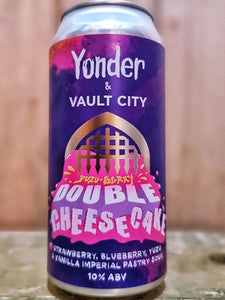 Yonder
&
VAULT CITY
YUZU-BERRY
DOUBLE
CHEESECAKE
STRAWBERRY, BLUEBERRY, YUZU
& VANILLA IMPERIAL PASTRY SOUR
10% ABV